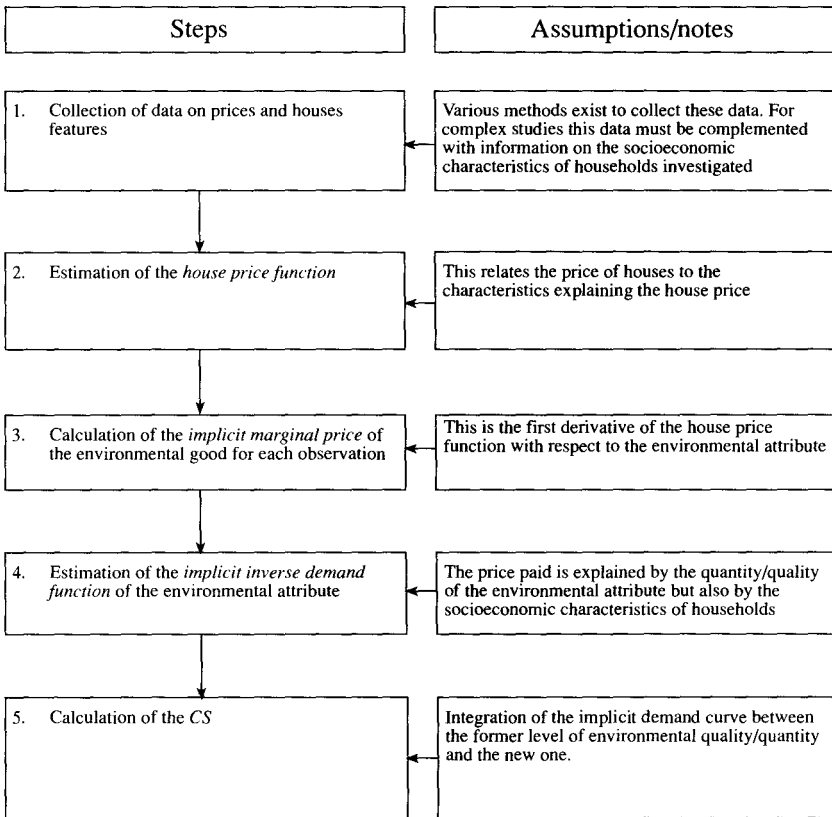 Steps
Assumptions/notes
1. Collection of data on prices and houses
features
Various methods exist to collect these data. For
complex studies this data must be complemented
with information on the socioeconomic
characteristics of households investigated
2. Estimation of the house price function
This relates the price of houses to the
characteristics explaining the house price
3. Calculation of the implicit marginal price of
the environmental good for each observation
This is the first derivative of the house price
function with respect to the environmental attribute
4. Estimation of the implicit inverse demand
function of the environmental attribute
The price paid is explained by the quantity/quality
of the environmental attribute but also by the
socioeconomic characteristics of households
5. Calculation of the CS
Integration of the implicit demand curve between
the former level of environmental quality/quantity
and the new one.